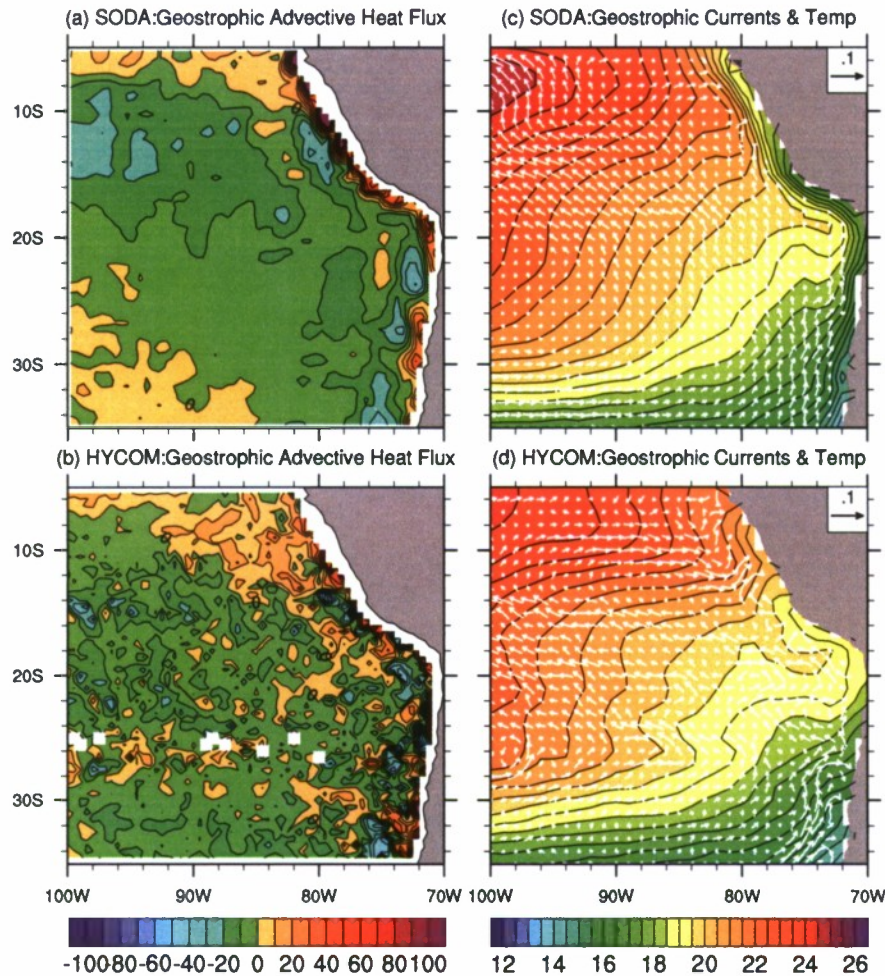 (a) SODA:Geostrophic Advective Heat Flux
(c) SODA:Geostrophic Currents & Temp
.1
10S
20S
30S
(b) HYCOM:Geostrophic Advective Heat Flux
(d) HYCOM:Geostrophic Currents & Temp
.1
10S
20S
30S
100W 90W 80W 70W
100W 90W 80W 70W
-100 -80 -60 -40 -20 0 20 40 60 80 100
12 14 16 18 20 22 24 26